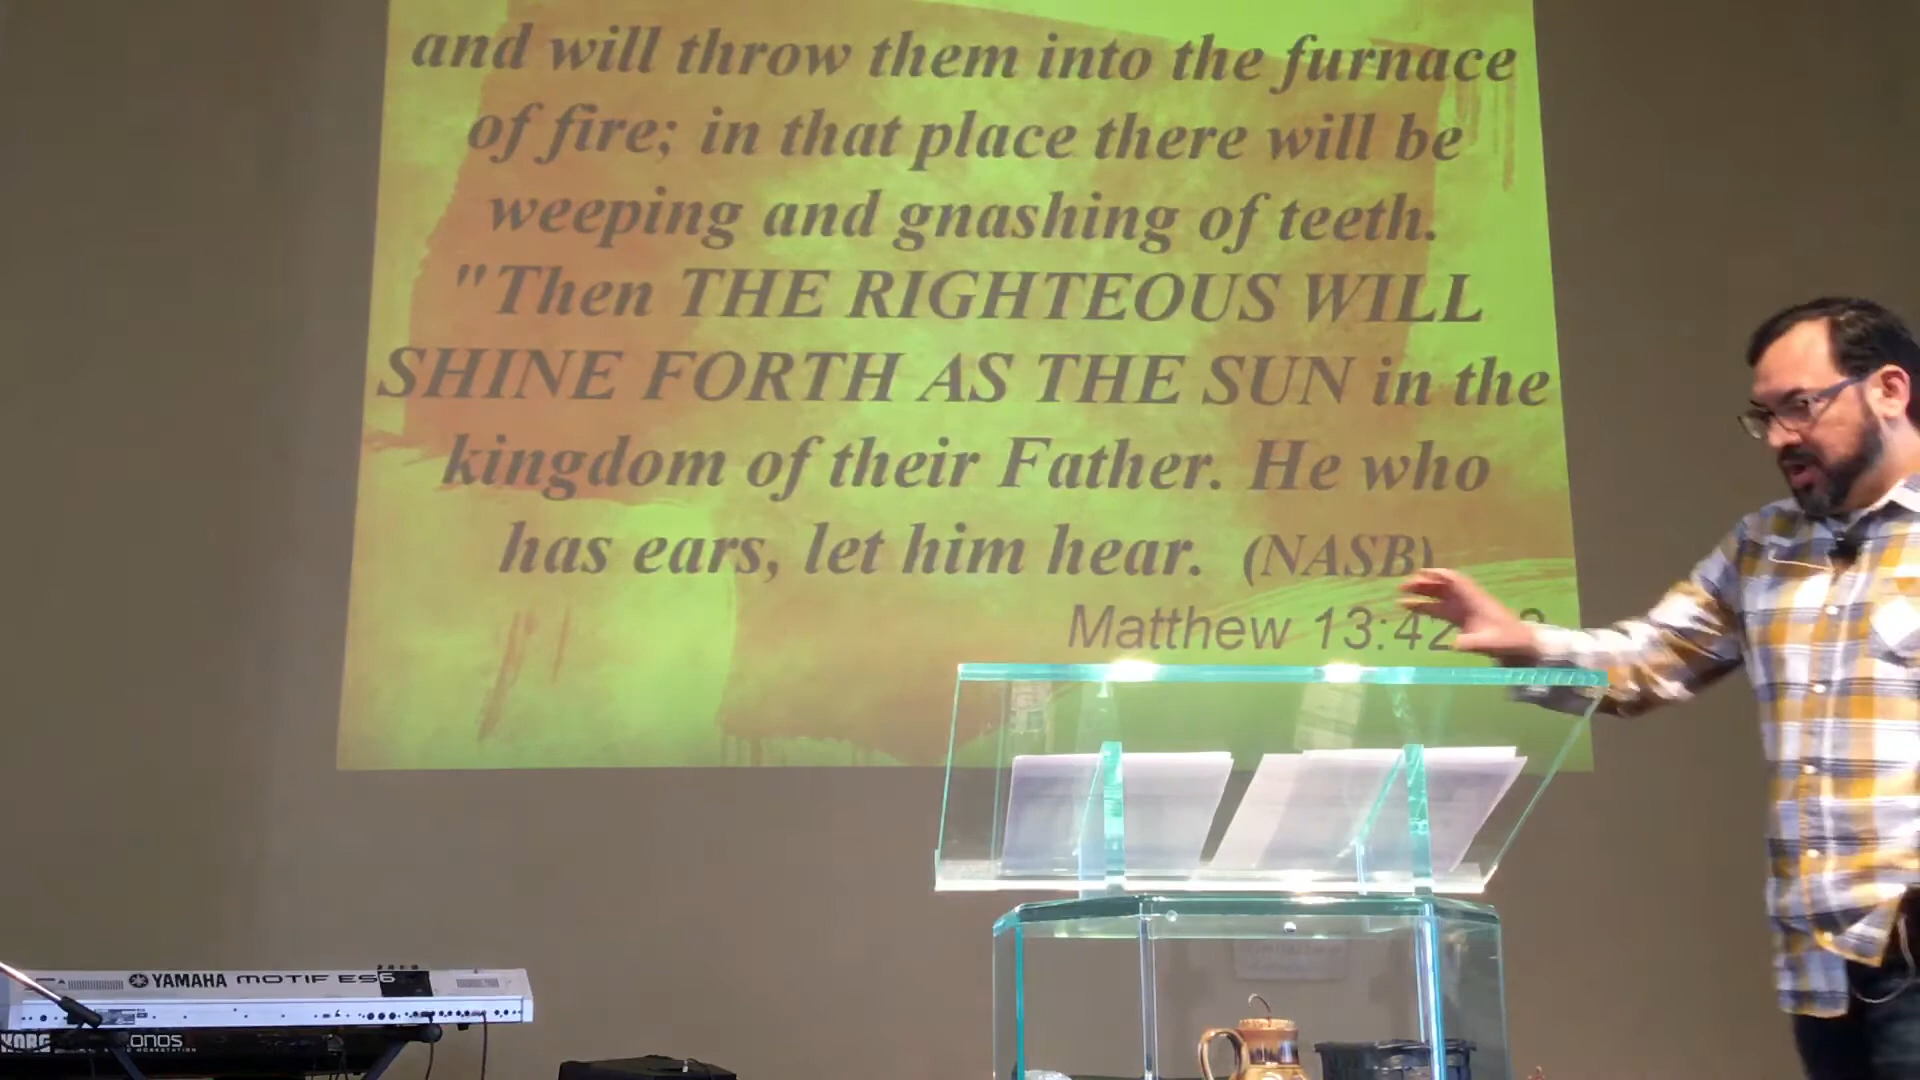 and will throw them into the furnace
of fire; in that place there will be
weeping and gnashing of teeth.
"Then THE RIGHTEOUS WILL
SHINE FORTH AS THE SUN in the
kingdom of their Father. He who
has ears, let him hear. (NASB)
Matthew 13:42
YAMAHA MOTIF ES6
KORG